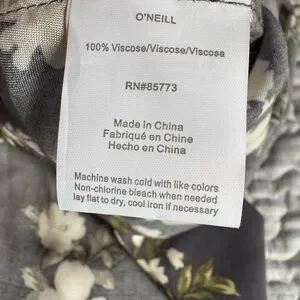 O'NEILL
100% Viscose/Viscose/Viscosa
RN#85773
Made in China
Fabriqué en Chine
Hecho en China
Machine wash cold with like colors
Non-chlorine bleach when needed
lay flat to dry, cool iron if necessary